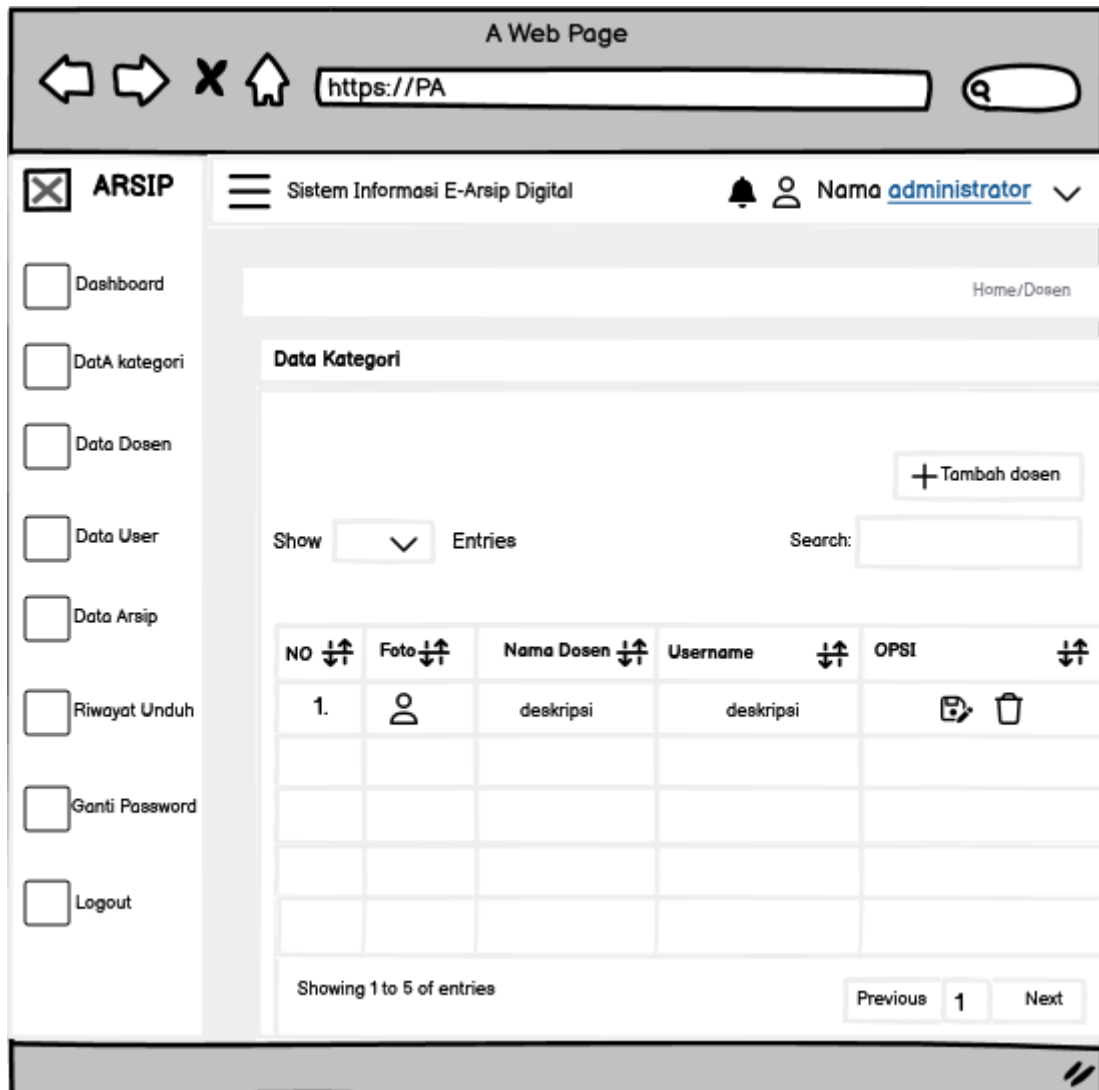 A Web Page
https://PA
ARSIP
Sistem Informasi E-Arsip Digital
Nama administrator
Dashboard
DatA kategori
Data Dosen
Data User
Data Arsip
Riwayat Unduh
Ganti Password
Logout
Home/Dosen
Data Kategori
Tambah dosen
Show Entries Search:
NO Foto Nama Dosen Username OPSI
1. deskripsi deskripsi
Showing 1 to 5 of entries
Previous 1 Next